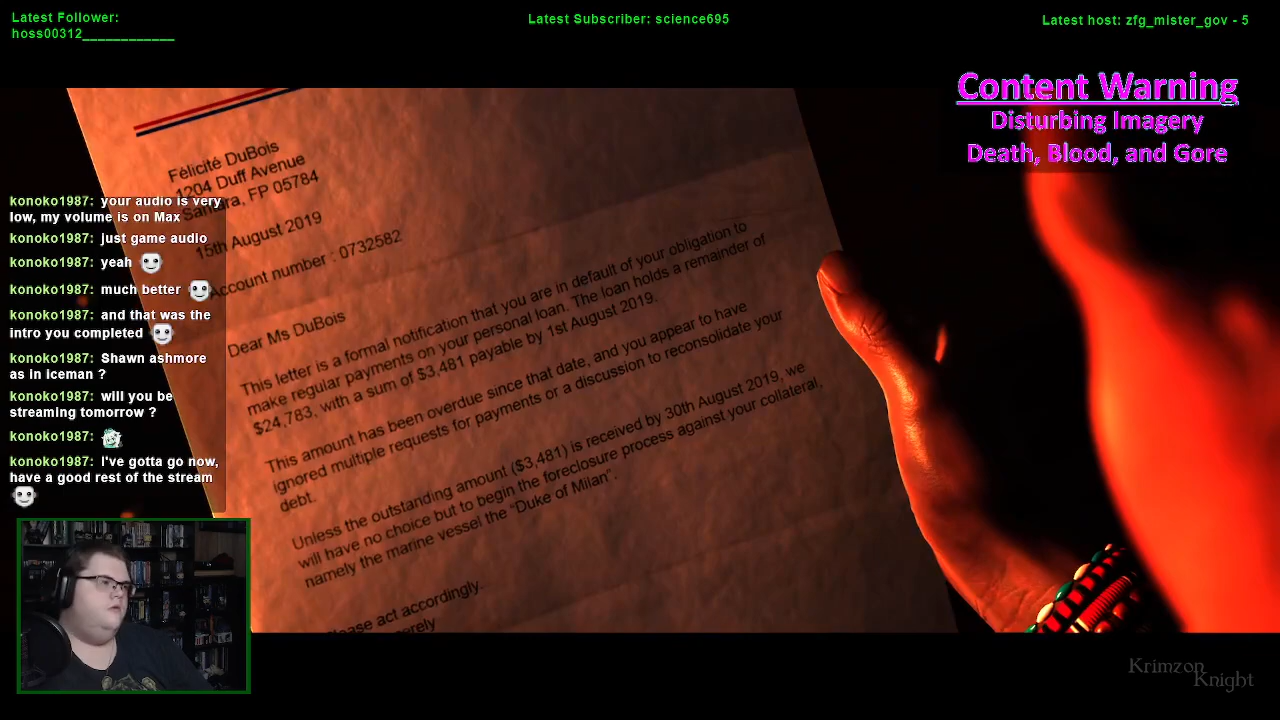 Latest Follower:
hoss00312____________
Latest Subscriber: science695
Latest host: zfg_mister_gov - 5
Content Warning
Disturbing Imagery
Death, Blood, and Gore
Félicité DuBois
1204 Duff Avenue
FP 05784
15th August 2019
Account number : 0732582
Dear Ms DuBois
This letter is a formal notification that you are in default of your obligation to
make regular payments on your personal loan. The loan holds a remainder of
$24,783, with a sum of $3,481 payable by 1st August 2019.
This amount has been overdue since that date, and you appear to have
ignored multiple requests for payments or a discussion to reconsolidate your
debt.
Unless the outstanding amount ($3,481) is received by 30th August 2019, we
will have no choice but to begin the foreclosure process against your collateral,
namely the marine vessel the "Duke of Milan".
act accordingly.
konoko1987: your audio is very
low, my volume is on Max
konoko1987: just game audio
konoko1987: yeah
konoko1987: much better
konoko1987: and that was the
intro you completed
konoko1987: Shawn ashmore
as in iceman ?
konoko1987: will you be
streaming tomorrow ?
konoko1987:
konoko1987: I've gotta go now,
have a good rest of the stream
Krimzon
Knight